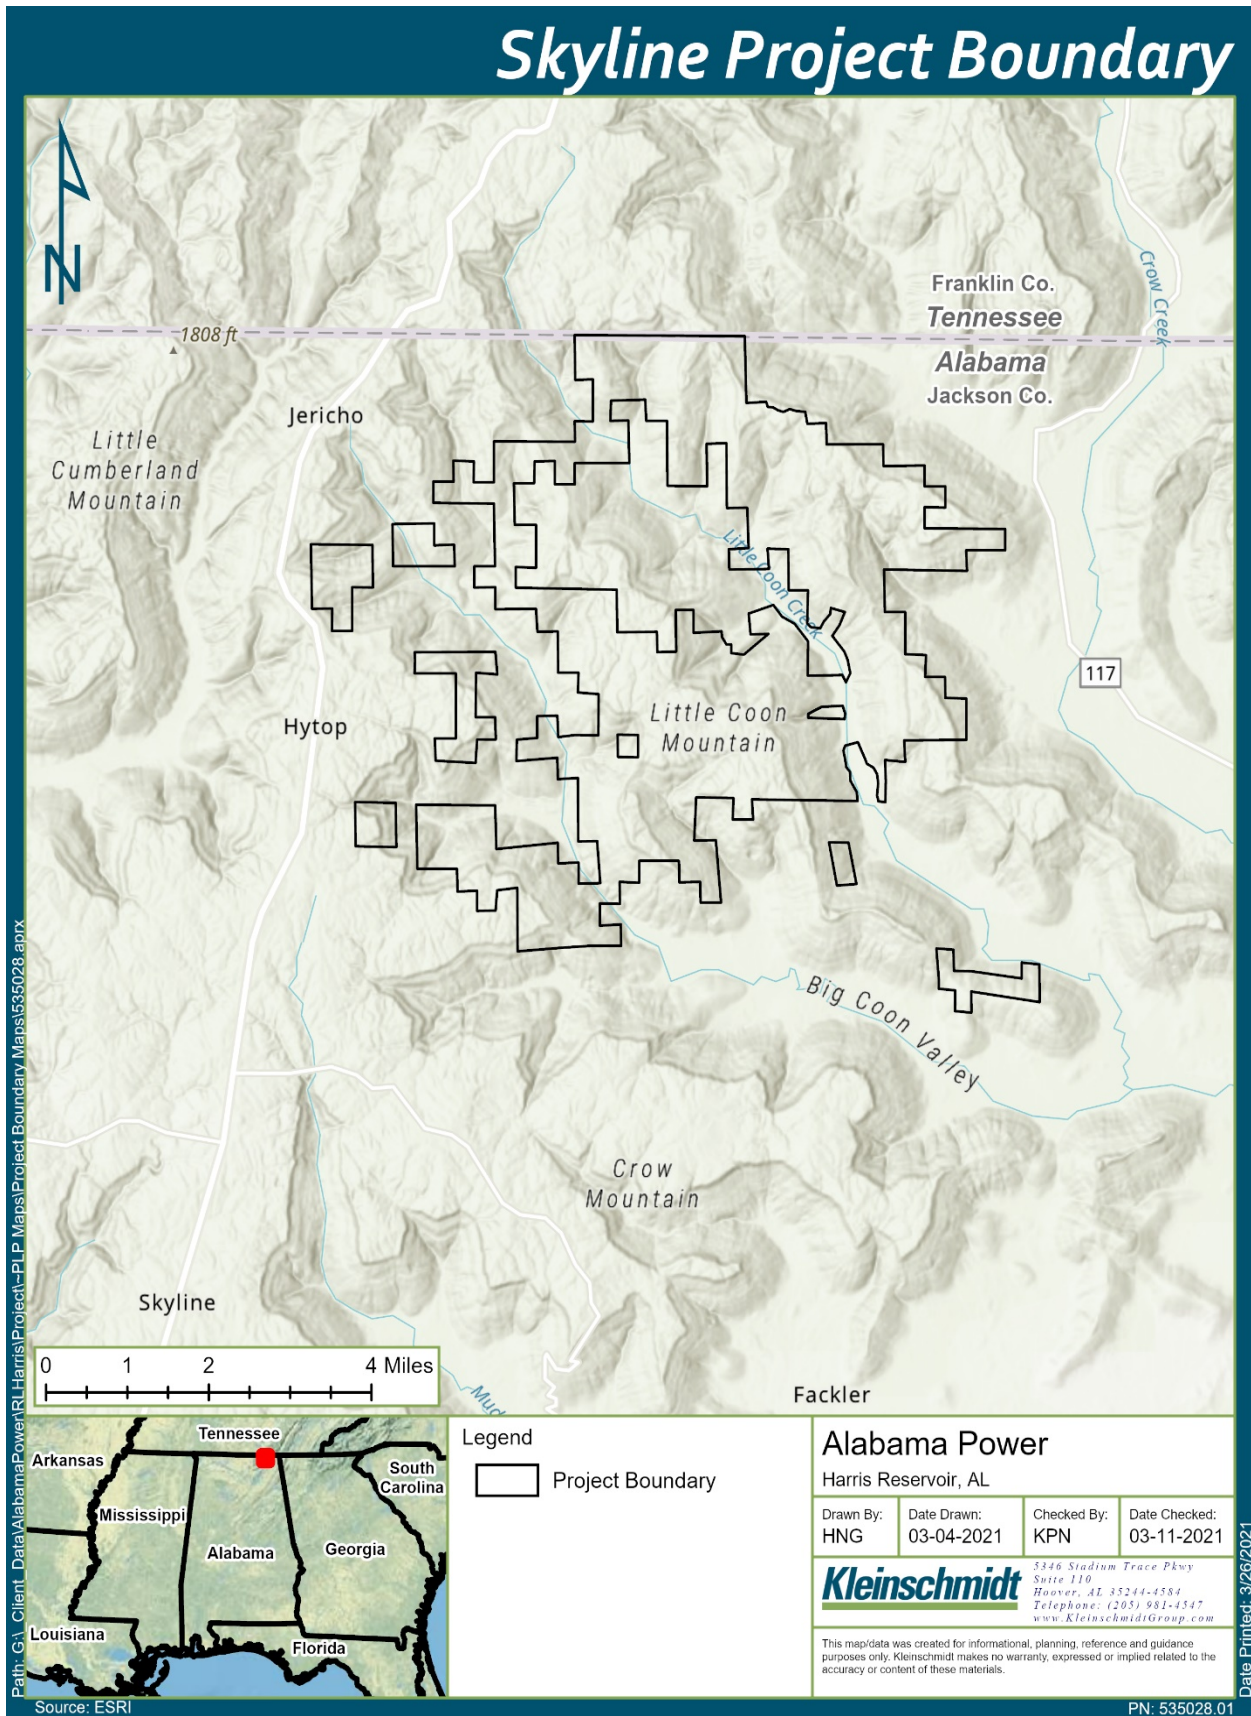 Skyline Project Boundary
N
Crow Creek
Franklin Co.
Tennessee
1808 ft
Alabama
Jackson Co.
Jericho
Little
Cumberland
Mountain
Little Coon Creek
117
Hytop
Little Coon
Mountain
Big Coon Valley
Crow
Mountain
Skyline
0 1 2 4 Miles
Mud
Fackler
Tennessee
Arkansas
South
Carolina
Mississippi
Alabama
Georgia
Louisiana
Florida
Legend
Project Boundary
Alabama Power
Harris Reservoir, AL
Drawn By:
HNG
Date Drawn:
03-04-2021
Checked By:
KPN
Date Checked:
03-11-2021
Kleinschmidt
5346 Stadium Trace Pkwy
Suite 110
Hoover, AL 35244-4584
Telephone: (205) 981-4547
www.KleinschmidtGroup.com
This map/data was created for informational, planning, reference and guidance
purposes only. Kleinschmidt makes no warranty, expressed or implied related to the
accuracy or content of these materials.
Path: G:\_Client_Data\AlabamaPower\RLHarris\Project\~PLP Maps\Project Boundary Maps\535028.aprx
Date Printed: 3/26/2021
Source: ESRI
PN: 535028.01